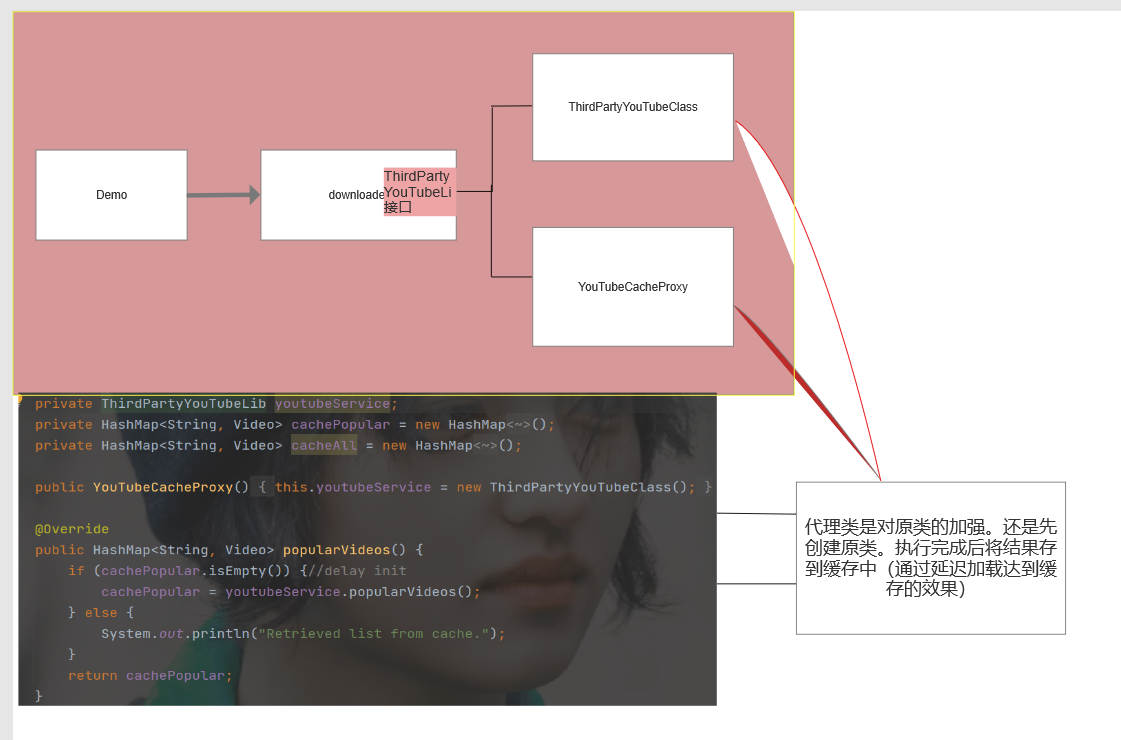 ThirdPartyYouTubeClass
Demo
downloade
ThirdParty
YouTubeLi
接口
YouTubeCacheProxy
private ThirdPartyYouTubeLib youtubeService;
private HashMap<String, Video> cachePopular = new HashMap<~>();
private HashMap<String, Video> cacheAll = new HashMap<~>();
public YouTubeCacheProxy() { this.youtubeService = new ThirdPartyYouTubeClass(); }
@Override
public HashMap<String, Video> popularVideos() {
if (cachePopular.isEmpty()) {//delay init
cachePopular = youtubeService.popularVideos();
} else {
System.out.println("Retrieved list from cache.");
}
return cachePopular;
}
代理类是对原类的加强。还是先
创建原类。执行完成后将结果存
到缓存中（通过延迟加载达到缓
存的效果）